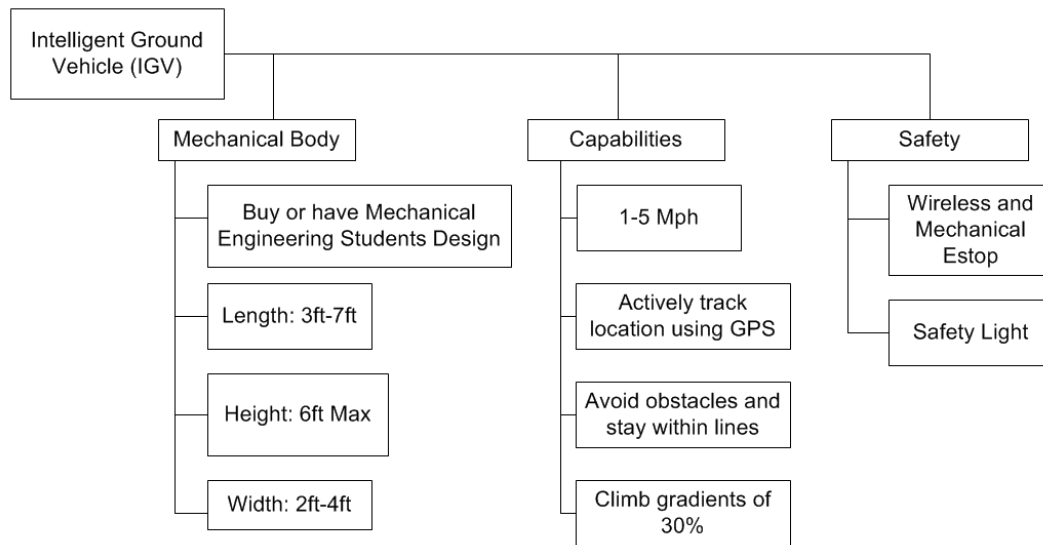 Intelligent Ground
Vehicle (IGV)
Mechanical Body
Buy or have Mechanical
Engineering Students Design
Length: 3ft-7ft
Height: 6ft Max
Width: 2ft-4ft
Capabilities
1-5 Mph
Actively track
location using GPS
Avoid obstacles and
stay within lines
Climb gradients of
30%
Safety
Wireless and
Mechanical
Estop
Safety Light